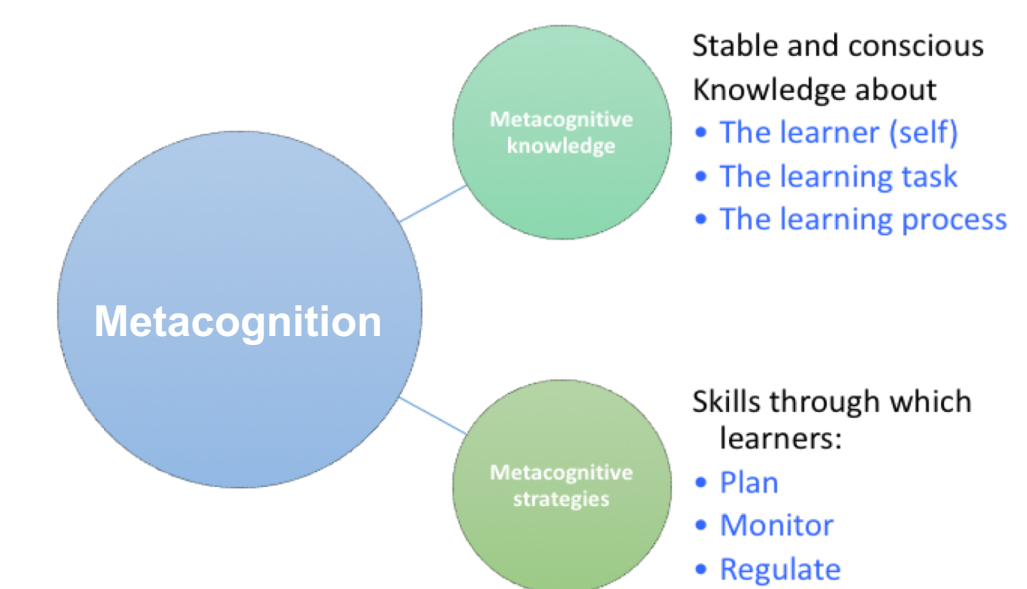 Metacognition
Metacognitive
knowledge
Stable and conscious
Knowledge about
• The learner (self)
• The learning task
• The learning process
Metacognitive
strategies
Skills through which
learners:
• Plan
• Monitor
• Regulate